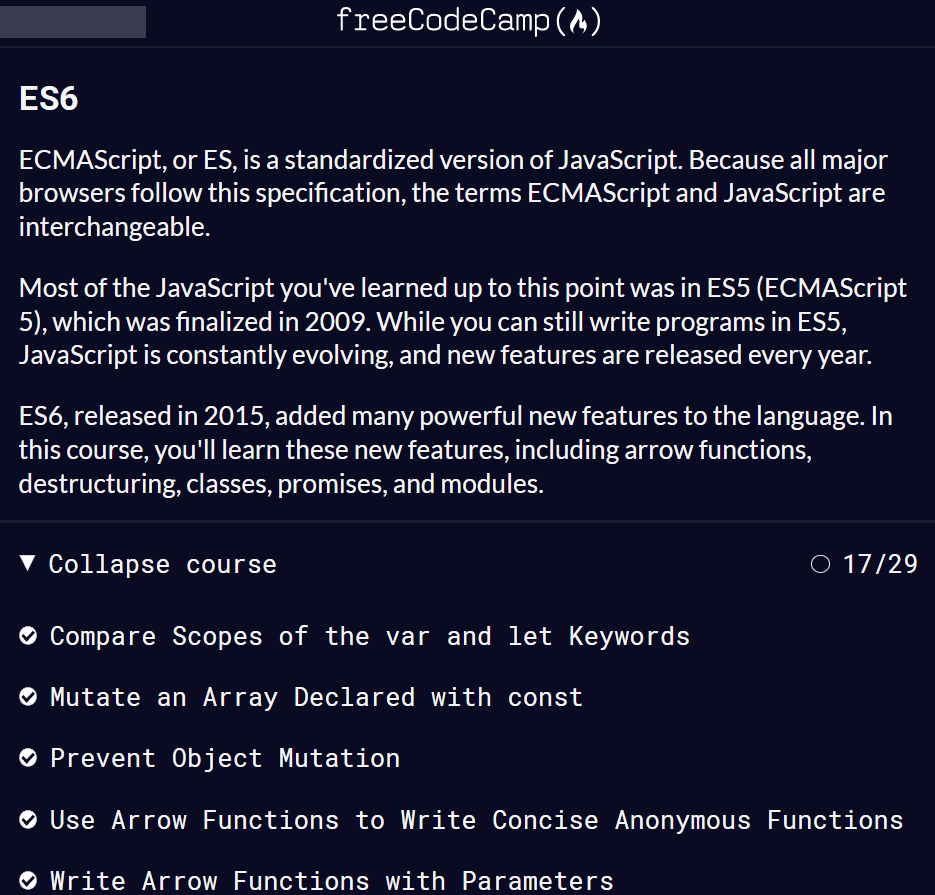 freeCodeCamp(🔥)
ES6
ECMAScript, or ES, is a standardized version of JavaScript. Because all major
browsers follow this specification, the terms ECMAScript and JavaScript are
interchangeable.
Most of the JavaScript you've learned up to this point was in ES5 (ECMAScript
5), which was finalized in 2009. While you can still write programs in ES5,
JavaScript is constantly evolving, and new features are released every year.
ES6, released in 2015, added many powerful new features to the language. In
this course, you'll learn these new features, including arrow functions,
destructuring, classes, promises, and modules.
Collapse course 17/29
Compare Scopes of the var and let Keywords
Mutate an Array Declared with const
Prevent Object Mutation
Use Arrow Functions to Write Concise Anonymous Functions
Write Arrow Functions with Parameters